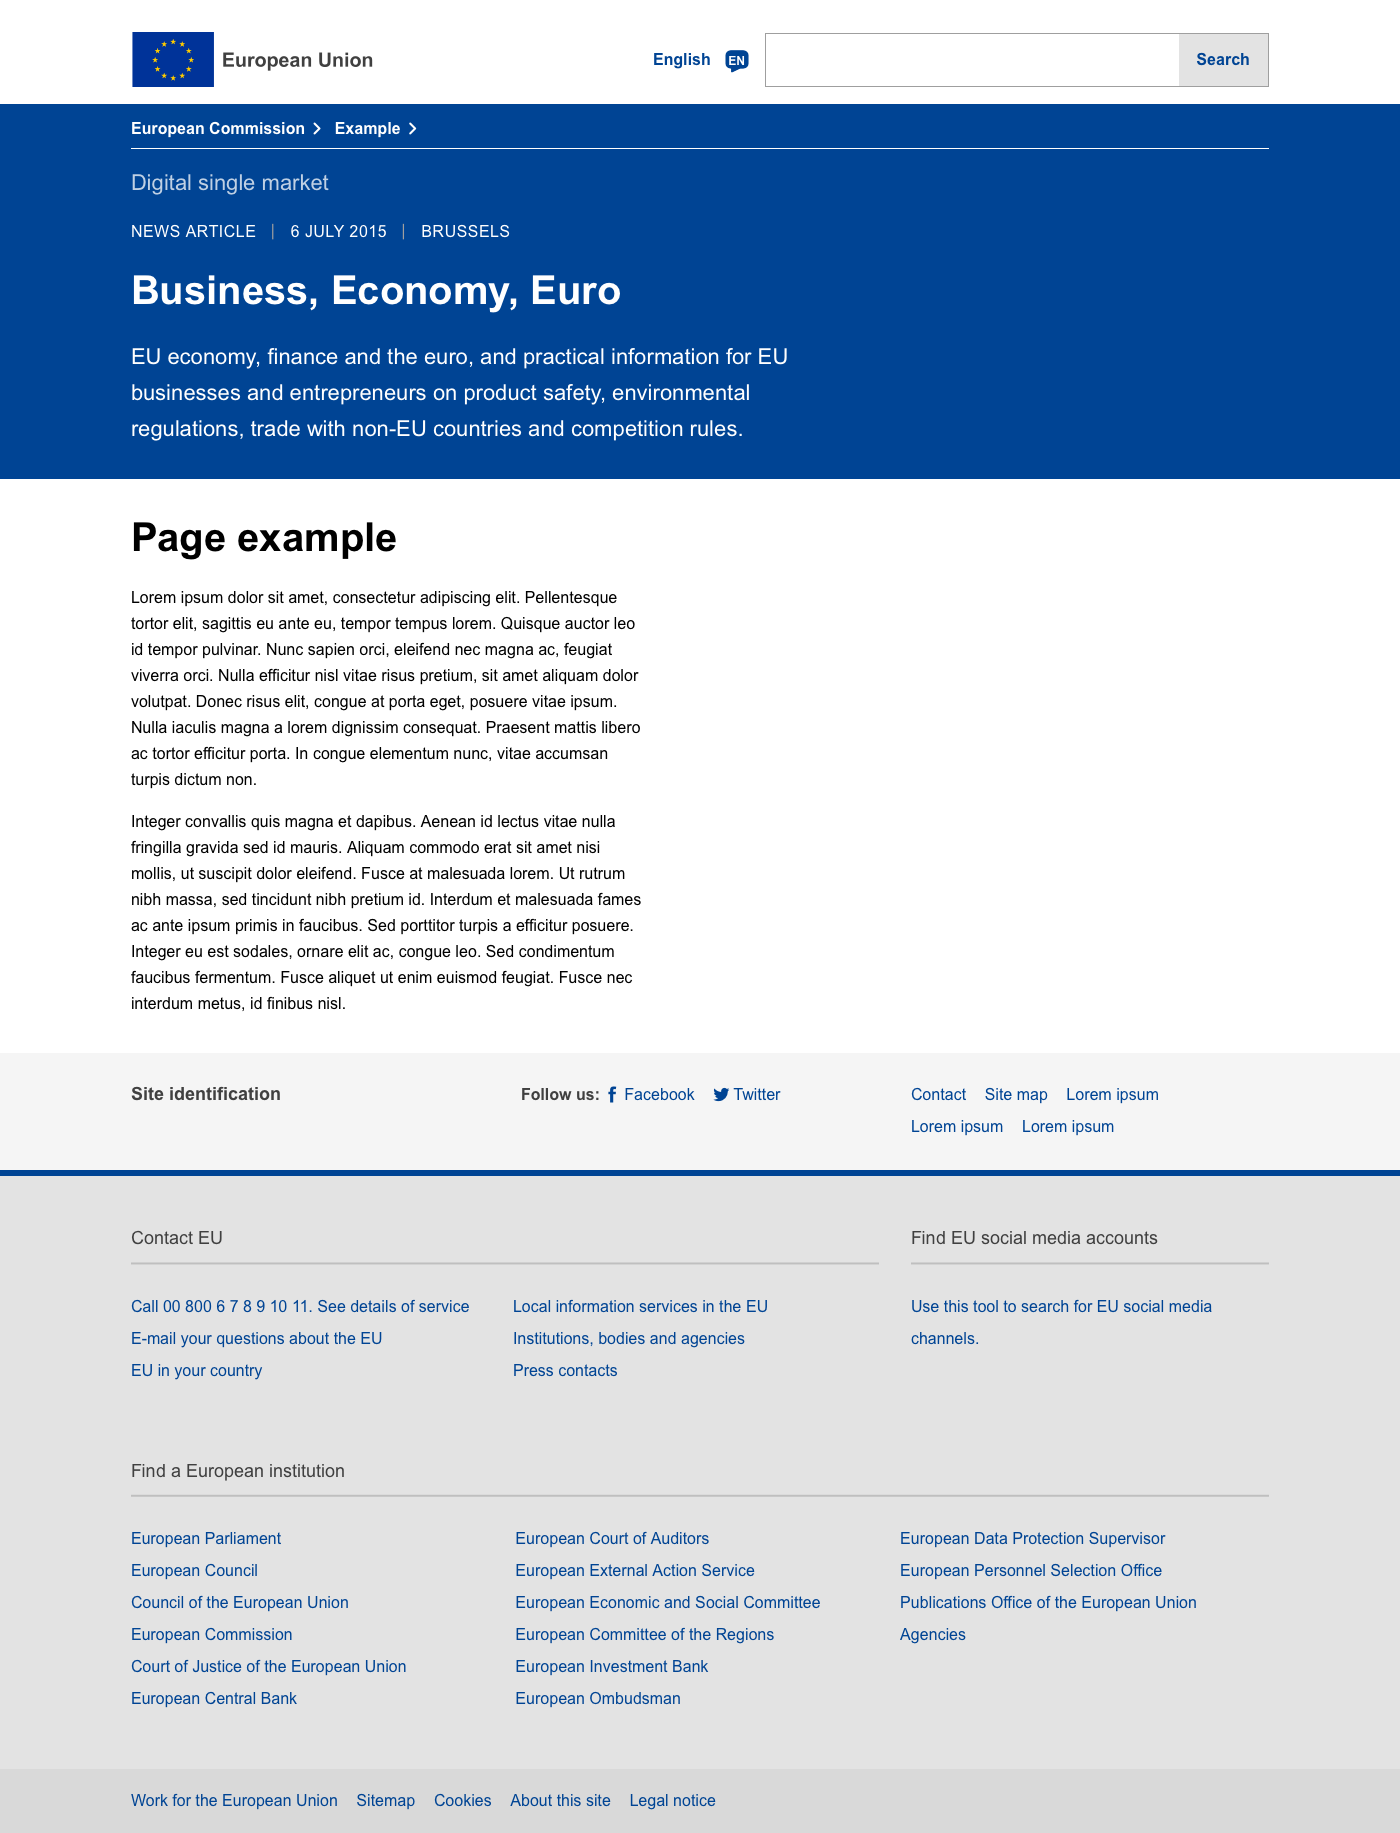 European Union
English EN
Search
European Commission Example
Digital single market
NEWS ARTICLE | 6 JULY 2015 | BRUSSELS
Business, Economy, Euro
EU economy, finance and the euro, and practical information for EU
businesses and entrepreneurs on product safety, environmental
regulations, trade with non-EU countries and competition rules.
Page example
Lorem ipsum dolor sit amet, consectetur adipiscing elit. Pellentesque
tortor elit, sagittis eu ante eu, tempor tempus lorem. Quisque auctor leo
id tempor pulvinar. Nunc sapien orci, eleifend nec magna ac, feugiat
viverra orci. Nulla efficitur nisl vitae risus pretium, sit amet aliquam dolor
volutpat. Donec risus elit, congue at porta eget, posuere vitae ipsum.
Nulla iaculis magna a lorem dignissim consequat. Praesent mattis libero
ac tortor efficitur porta. In congue elementum nunc, vitae accumsan
turpis dictum non.
Integer convallis quis magna et dapibus. Aenean id lectus vitae nulla
fringilla gravida sed id mauris. Aliquam commodo erat sit amet nisi
mollis, ut suscipit dolor eleifend. Fusce at malesuada lorem. Ut rutrum
nibh massa, sed tincidunt nibh pretium id. Interdum et malesuada fames
ac ante ipsum primis in faucibus. Sed porttitor turpis a efficitur posuere.
Integer eu est sodales, ornare elit ac, congue leo. Sed condimentum
faucibus fermentum. Fusce aliquet ut enim euismod feugiat. Fusce nec
interdum metus, id finibus nisl.
Site identification
Follow us: Facebook Twitter
Contact Site map Lorem ipsum
Lorem ipsum Lorem ipsum
Contact EU
Call 00 800 6 7 8 9 10 11. See details of service
E-mail your questions about the EU
EU in your country
Local information services in the EU
Institutions, bodies and agencies
Press contacts
Find EU social media accounts
Use this tool to search for EU social media
channels.
Find a European institution
European Parliament
European Council
Council of the European Union
European Commission
Court of Justice of the European Union
European Central Bank
European Court of Auditors
European External Action Service
European Economic and Social Committee
European Committee of the Regions
European Investment Bank
European Ombudsman
European Data Protection Supervisor
European Personnel Selection Office
Publications Office of the European Union
Agencies
Work for the European Union Sitemap Cookies About this site Legal notice